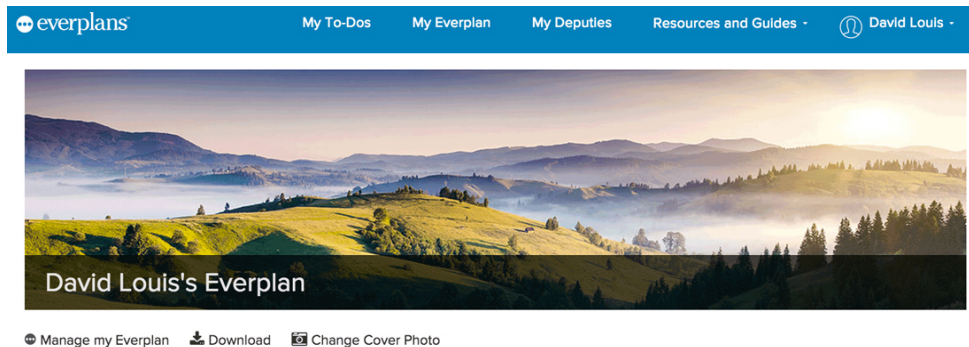 everplans My To-Dos My Everplan My Deputies Resources and Guides David Louis
David Louis's Everplan
Manage my Everplan Download Change Cover Photo